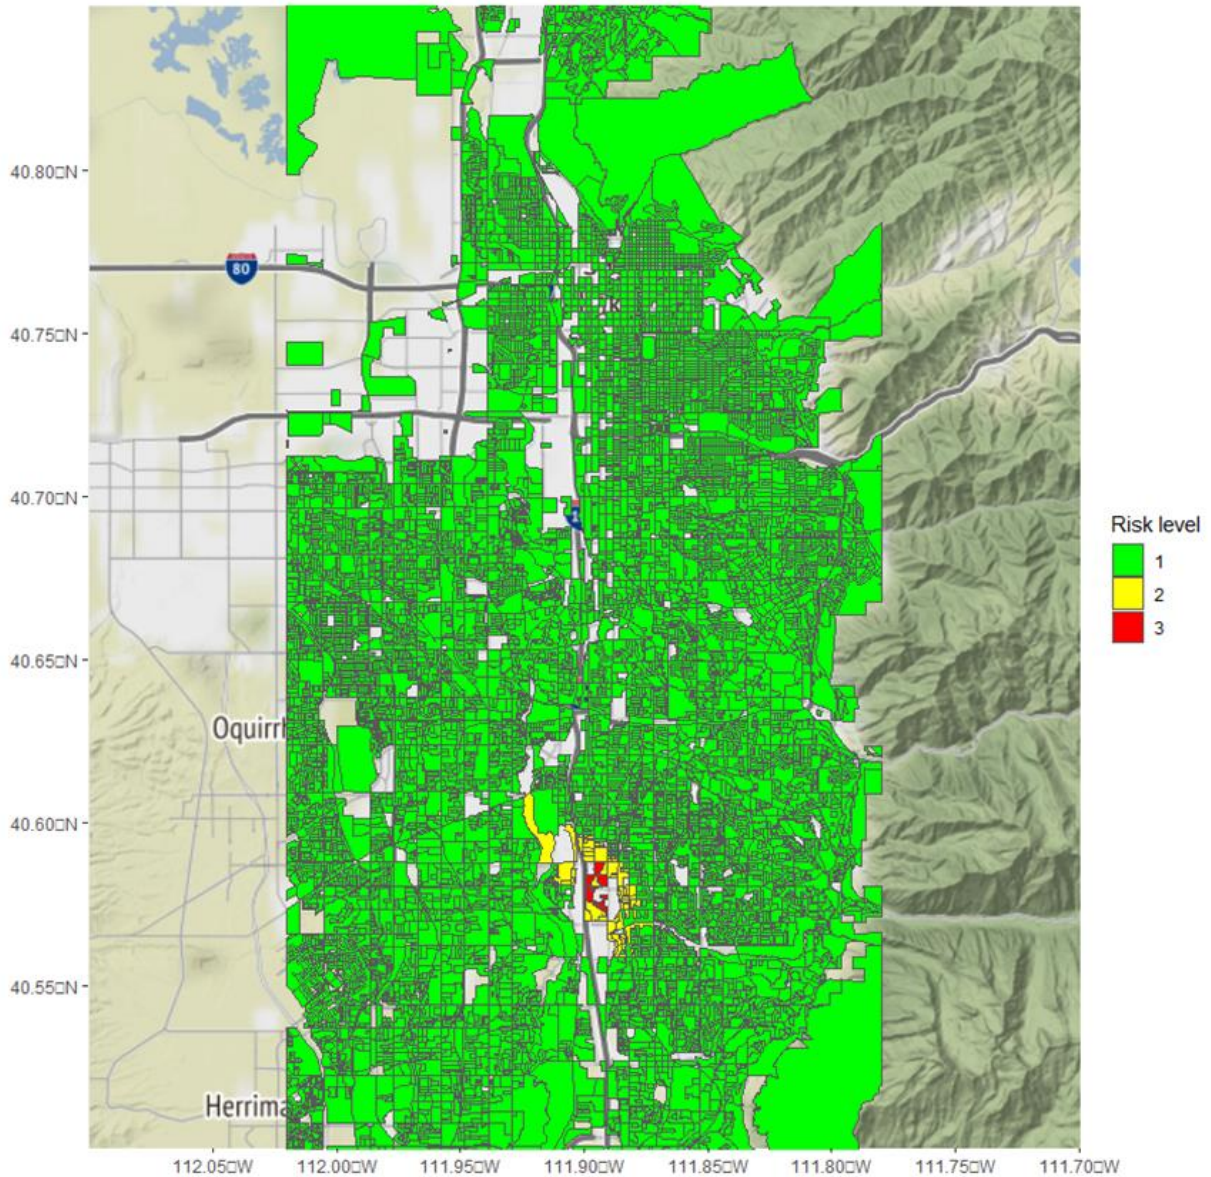 40.80□N
80
40.75□N
40.70□N
Risk level
1
2
3
40.65□N
Oquirrh
40.60□N
40.55□N
Herrima
112.05□W 112.00□W 111.95□W 111.90□W 111.85□W 111.80□W 111.75□W 111.70□W